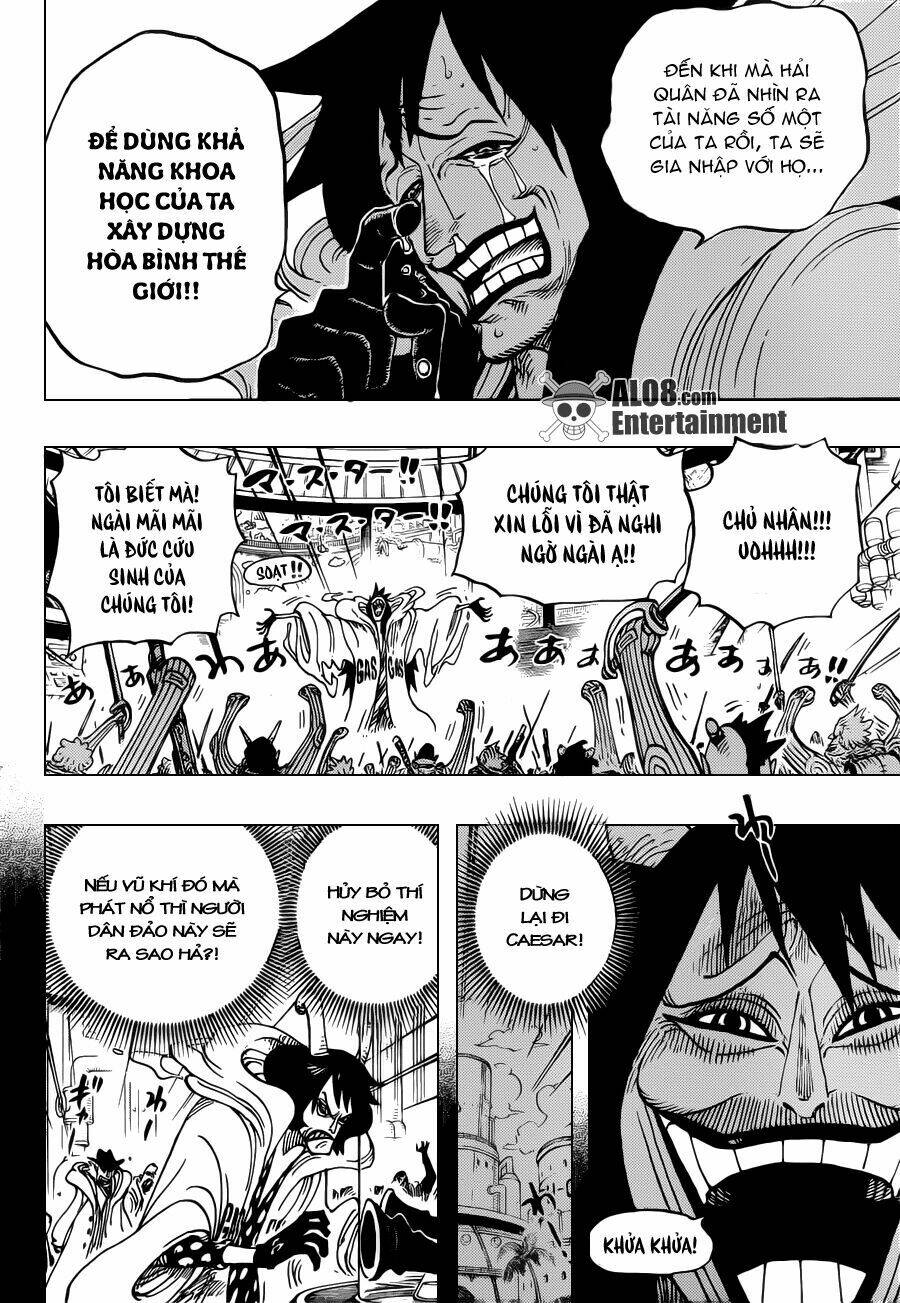 ĐẾN KHI MÀ HẢI
QUÂN ĐÃ NHÌN RA
TÀI NĂNG SỐ MỘT
CỦA TA RỒI, TA SẼ
GIA NHẬP VỚI HỌ...
ĐỂ DÙNG KHẢ
NĂNG KHOA
HỌC CỦA TA
XÂY DỰNG
HÒA BÌNH THẾ
GIỚI!!
AL08.com
Entertainment
CHỦ NHÂN!!!
UOHHH!!!
CHÚNG TÔI THẬT
XIN LỖI VÌ ĐÃ NGHI
NGỜ NGÀI Ạ!!
マスター!!
マスター!!
SOẠT!!
TÔI BIẾT MÀ!
NGÀI MÃI MÃI
LÀ ĐỨC CỨU
SINH CỦA
CHÚNG TÔI!
GAS GAS
わぁ
あ
あ
あ
あ
あ
DỪNG
LẠI ĐI
CAESAR!
KHỬA KHỬA!
HỦY BỎ THÍ
NGHIỆM
NÀY NGAY!
NẾU VŨ KHÍ ĐÓ MÀ
PHÁT NỔ THÌ NGƯỜI
DÂN ĐẢO NÀY SẼ
RA SAO HẢ?!